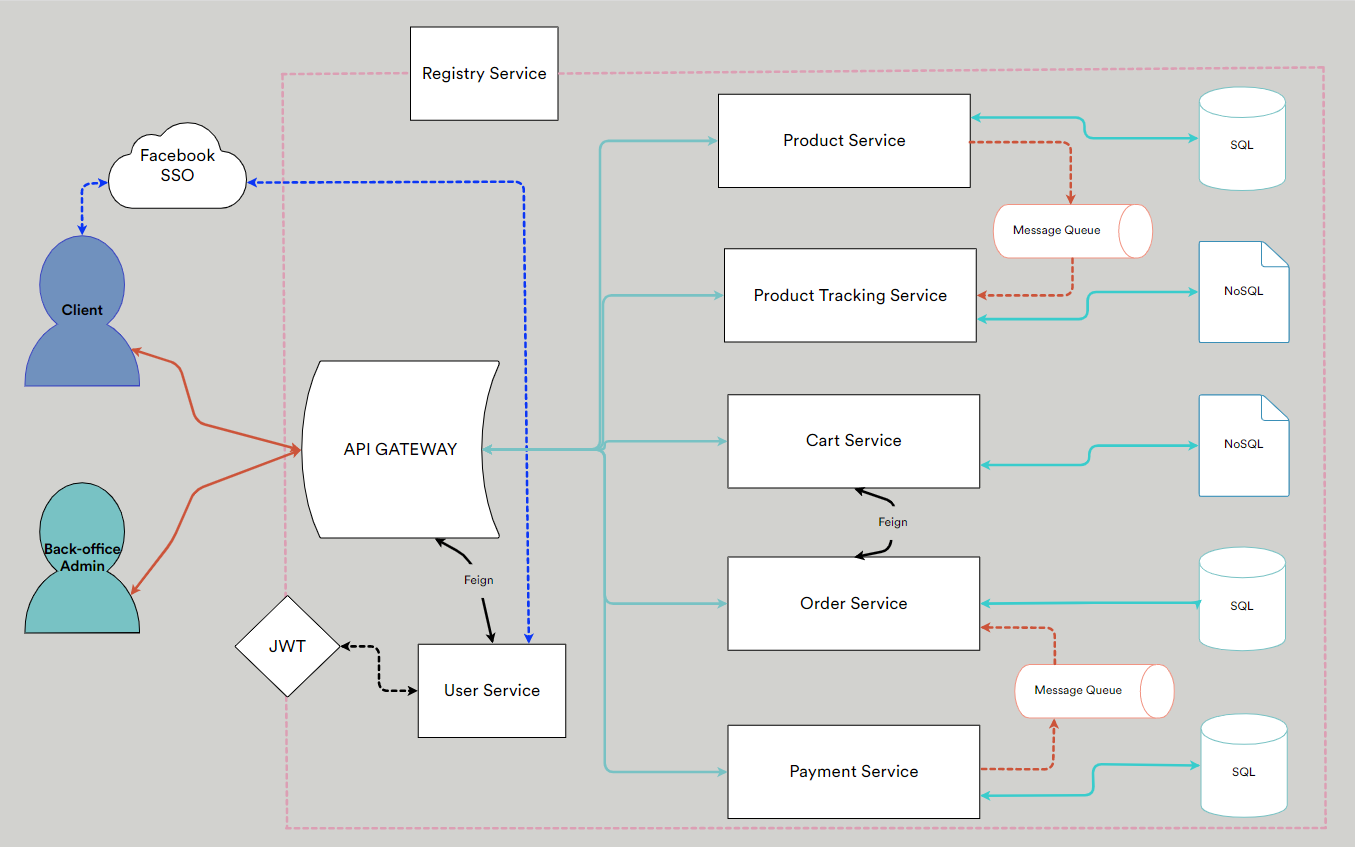 Registry Service
Facebook
SSO
Product Service
SQL
Message Queue
Client
Product Tracking Service
NoSQL
API GATEWAY
Cart Service
NoSQL
Feign
Back-office
Admin
Feign
Order Service
SQL
JWT
User Service
Message Queue
Payment Service
SQL